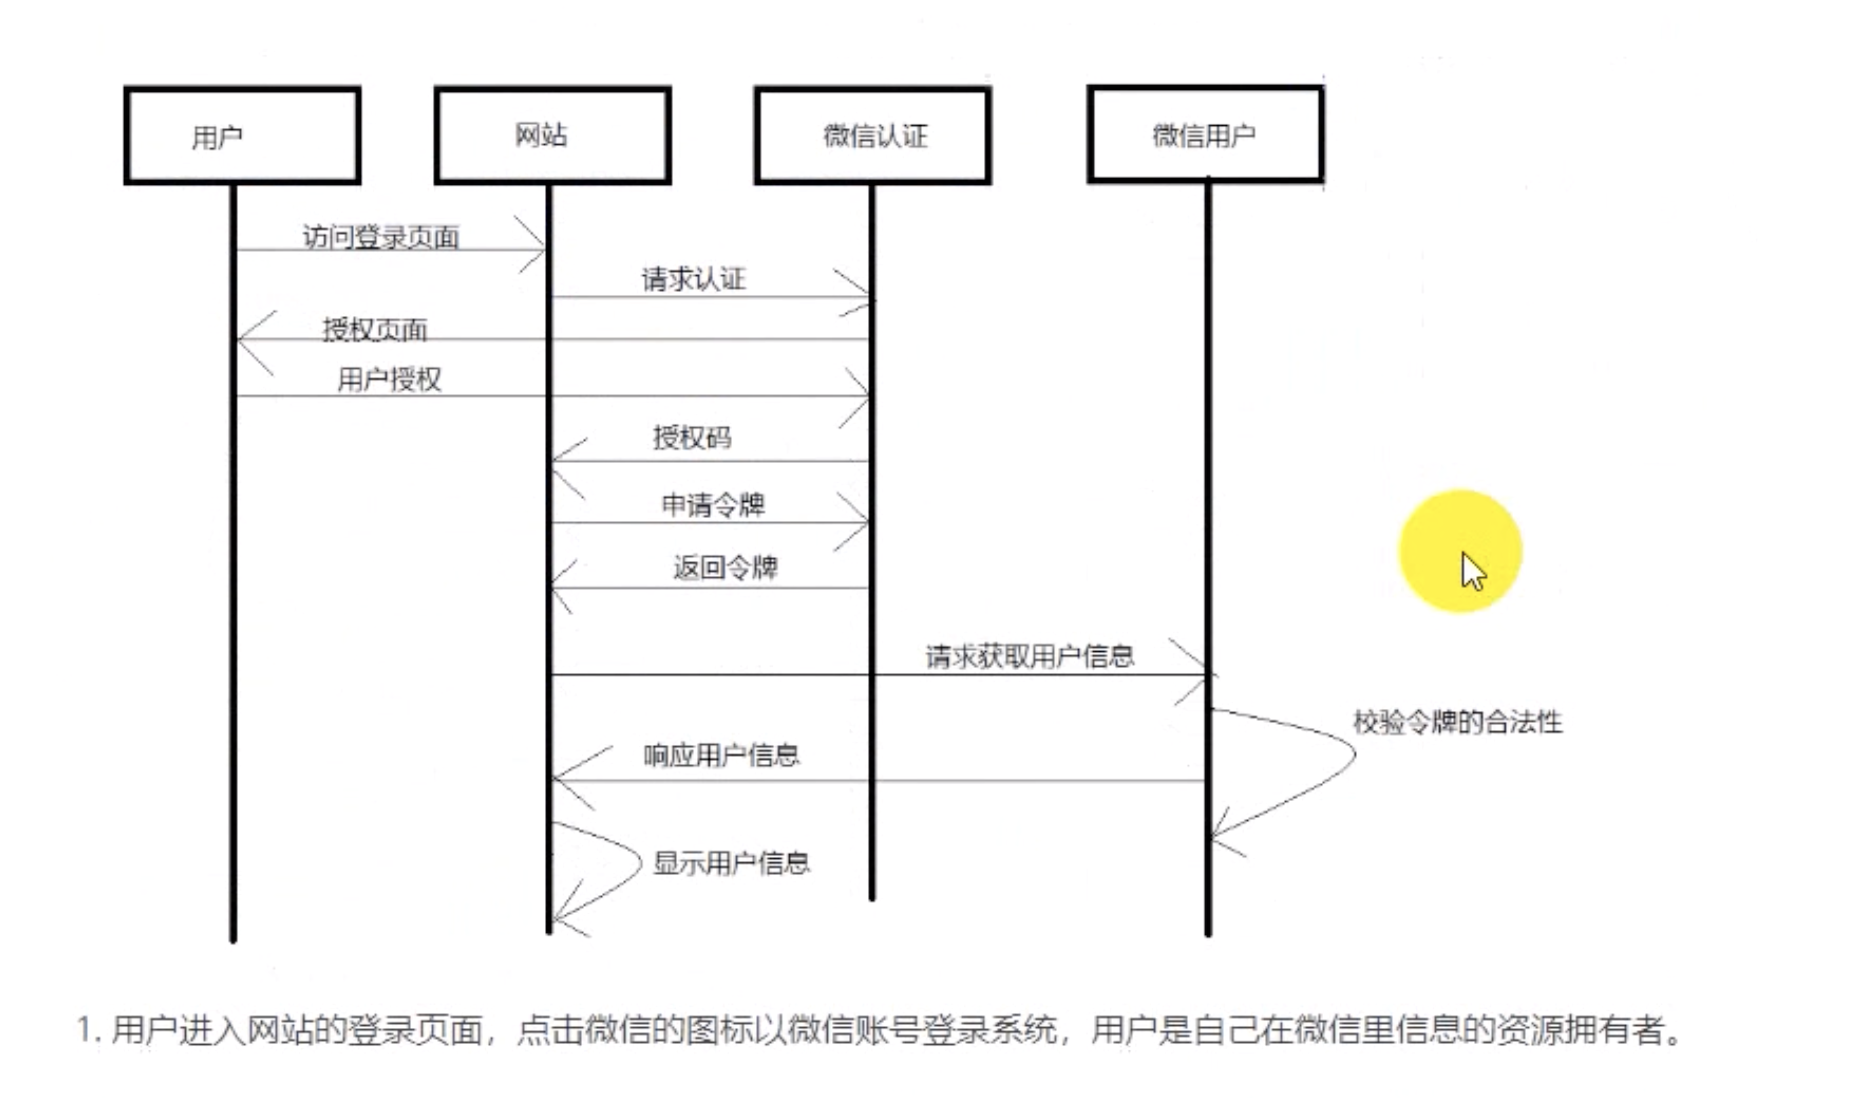 用户
网站
微信认证
微信用户
访问登录页面
请求认证
授权页面
用户授权
授权码
申请令牌
返回令牌
请求获取用户信息
校验令牌的合法性
响应用户信息
显示用户信息
1. 用户进入网站的登录页面，点击微信的图标以微信账号登录系统，用户是自己在微信里信息的资源拥有者。